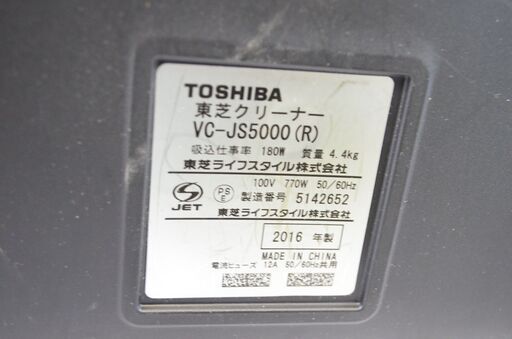 TOSHIBA
東芝クリーナー
VC-JS5000(R)
吸込仕事率 180W 質量 4.4kg
東芝ライフスタイル株式会社
100V 770W 50/60Hz
S JET PS E 製造番号 5142652
東芝ライフスタイル株式会社
2016 年製
MADE IN CHINA
電流ヒューズ 12A 50/60Hz共用